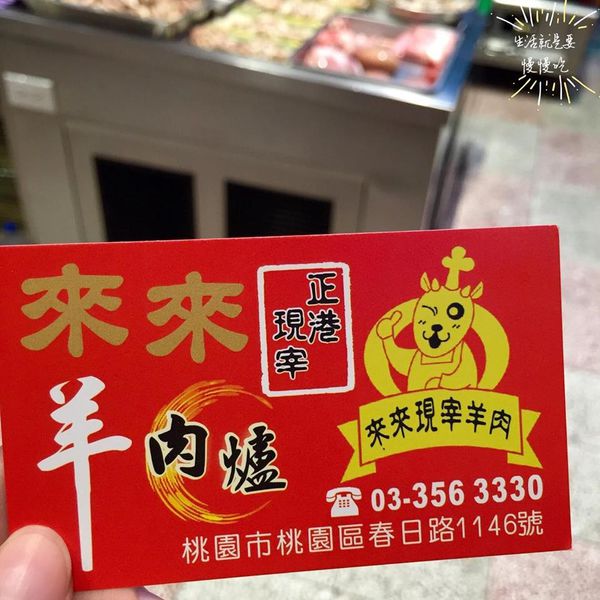 生活就是要
慢慢吃
來來
正港
現宰
羊肉爐
來來現宰羊肉
03-356 3330
桃園市桃園區春日路1146號